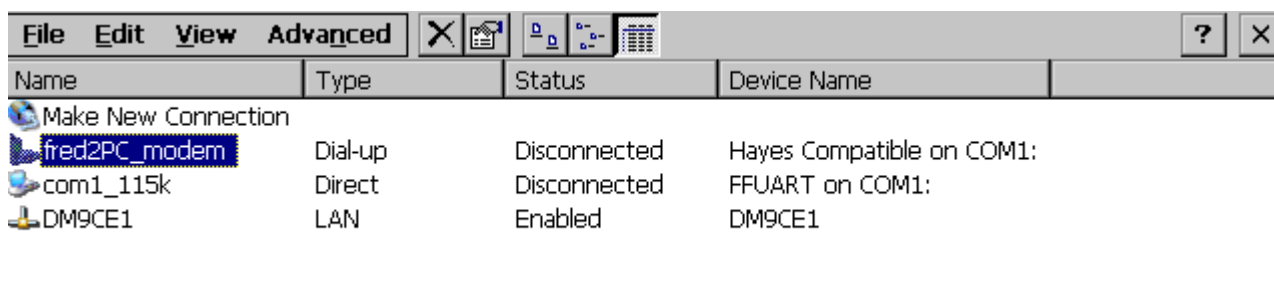 File Edit View Advanced ? ×
Name Type Status Device Name
Make New Connection
fred2PC_modem Dial-up Disconnected Hayes Compatible on COM1:
com1_115k Direct Disconnected FFUART on COM1:
DM9CE1 LAN Enabled DM9CE1